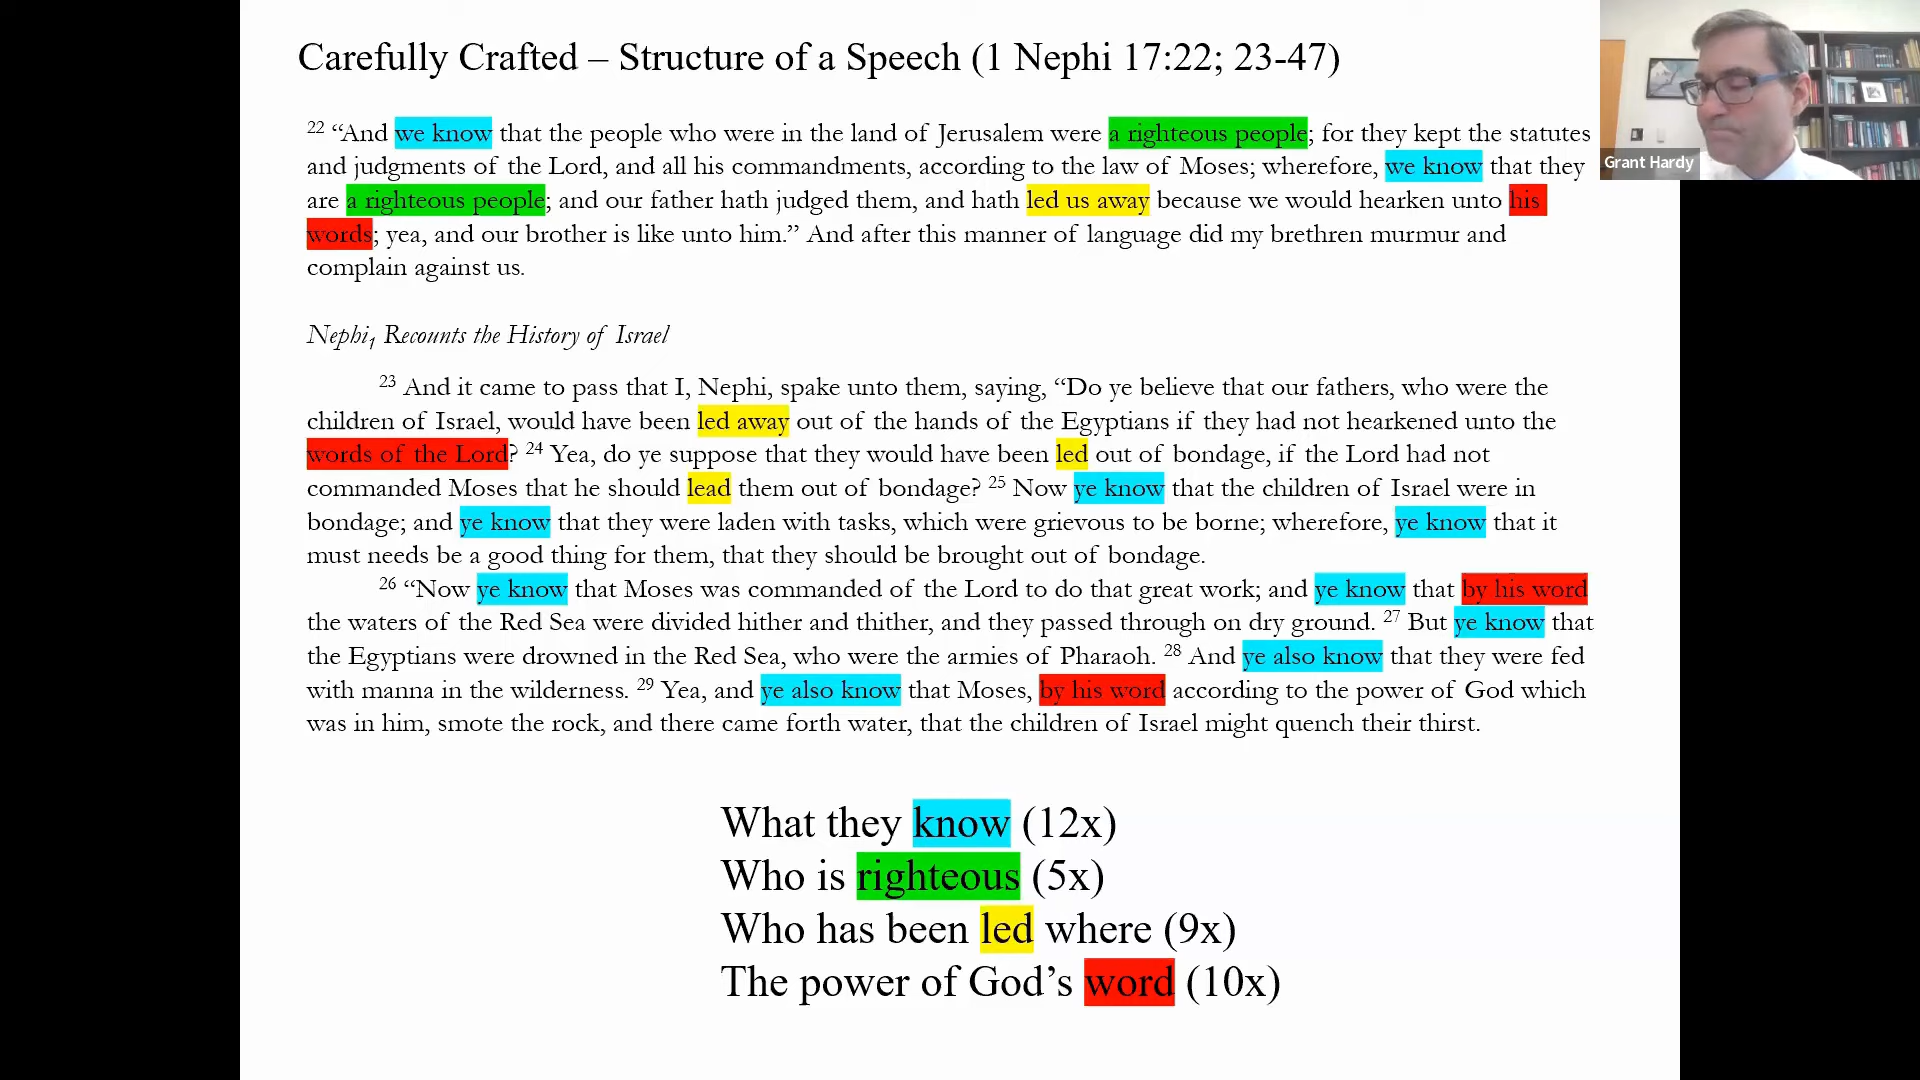 Carefully Crafted – Structure of a Speech (1 Nephi 17:22; 23-47)
Grant Hardy
22 “And we know that the people who were in the land of Jerusalem were a righteous people; for they kept the statutes
and judgments of the Lord, and all his commandments, according to the law of Moses; wherefore, we know that they
are a righteous people; and our father hath judged them, and hath led us away because we would hearken unto his
words; yea, and our brother is like unto him.” And after this manner of language did my brethren murmur and
complain against us.
Nephi1 Recounts the History of Israel
23 And it came to pass that I, Nephi, spake unto them, saying, “Do ye believe that our fathers, who were the
children of Israel, would have been led away out of the hands of the Egyptians if they had not hearkened unto the
words of the Lord? 24 Yea, do ye suppose that they would have been led out of bondage, if the Lord had not
commanded Moses that he should lead them out of bondage? 25 Now ye know that the children of Israel were in
bondage; and ye know that they were laden with tasks, which were grievous to be borne; wherefore, ye know that it
must needs be a good thing for them, that they should be brought out of bondage.
26 “Now ye know that Moses was commanded of the Lord to do that great work; and ye know that by his word
the waters of the Red Sea were divided hither and thither, and they passed through on dry ground. 27 But ye know that
the Egyptians were drowned in the Red Sea, who were the armies of Pharaoh. 28 And ye also know that they were fed
with manna in the wilderness. 29 Yea, and ye also know that Moses, by his word according to the power of God which
was in him, smote the rock, and there came forth water, that the children of Israel might quench their thirst.
What they know (12x)
Who is righteous (5x)
Who has been led where (9x)
The power of God’s word (10x)